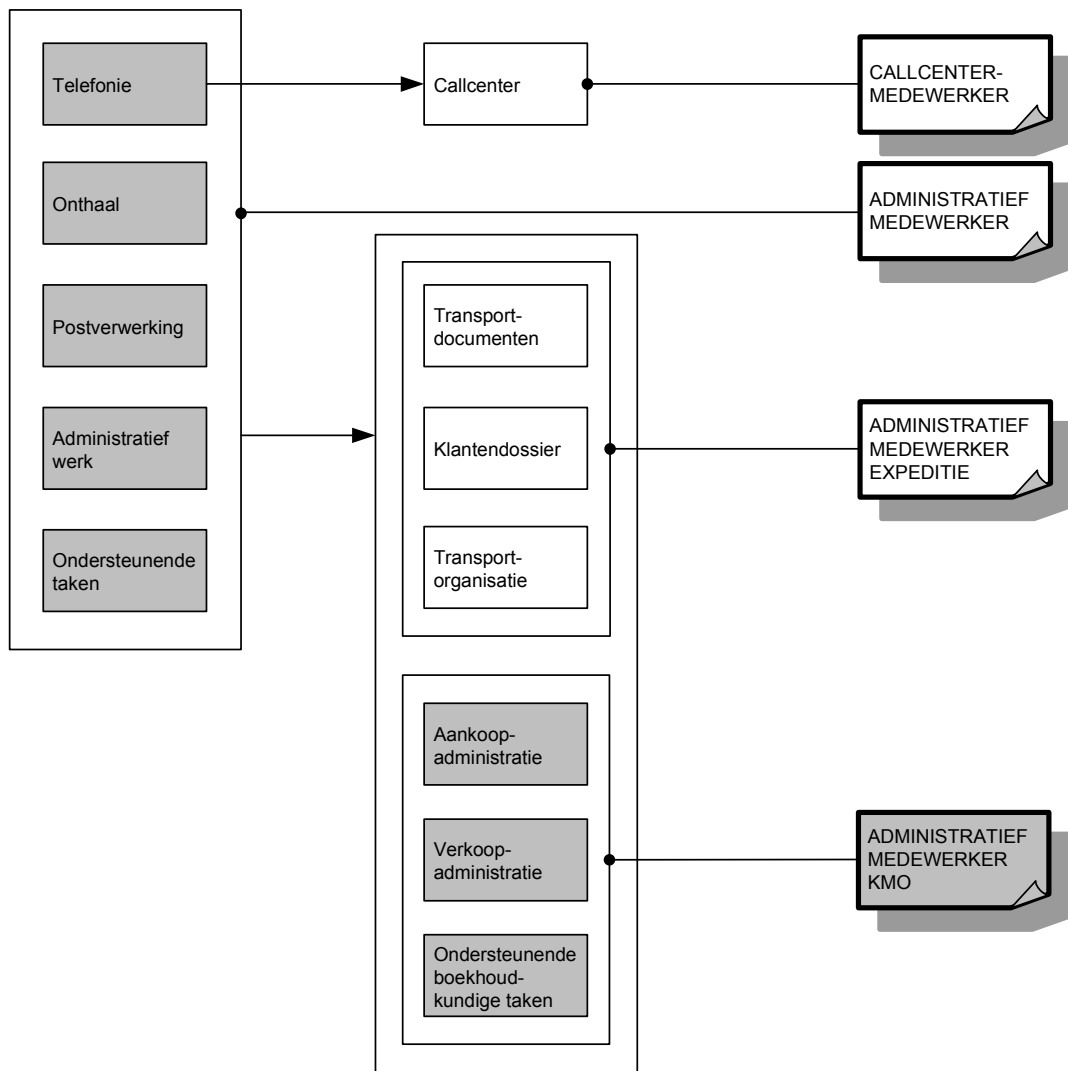 Telefonie
Callcenter
CALLCENTER-
MEDEWERKER
Onthaal
ADMINISTRATIEF
MEDEWERKER
Postverwerking
Transport-
documenten
Administratief
werk
Klantendossier
ADMINISTRATIEF
MEDEWERKER
EXPEDITIE
Ondersteunende
taken
Transport-
organisatie
Aankoop-
administratie
Verkoop-
administratie
ADMINISTRATIEF
MEDEWERKER
KMO
Ondersteunende
boekhoud-
kundige taken